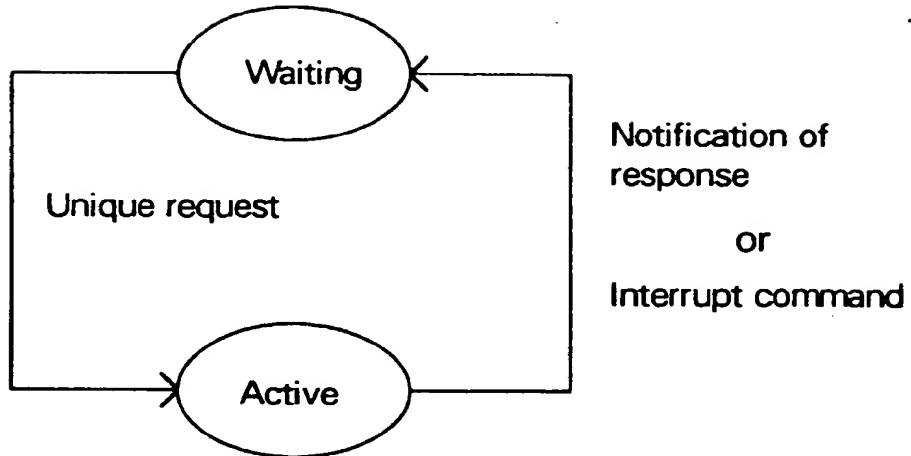 Waiting
Notification of
response
Unique request
or
Interrupt command
Active